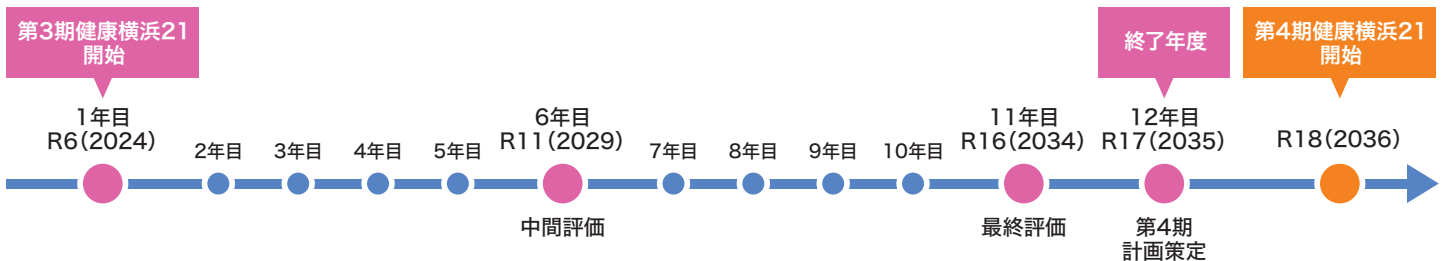 第3期健康横浜21
開始
終了年度
第4期健康横浜21
開始
1年目
R6(2024)
2年目
3年目
4年目
5年目
6年目
R11(2029)
7年目
8年目
9年目
10年目
11年目
R16(2034)
12年目
R17(2035)
R18(2036)
中間評価
最終評価
第4期
計画策定